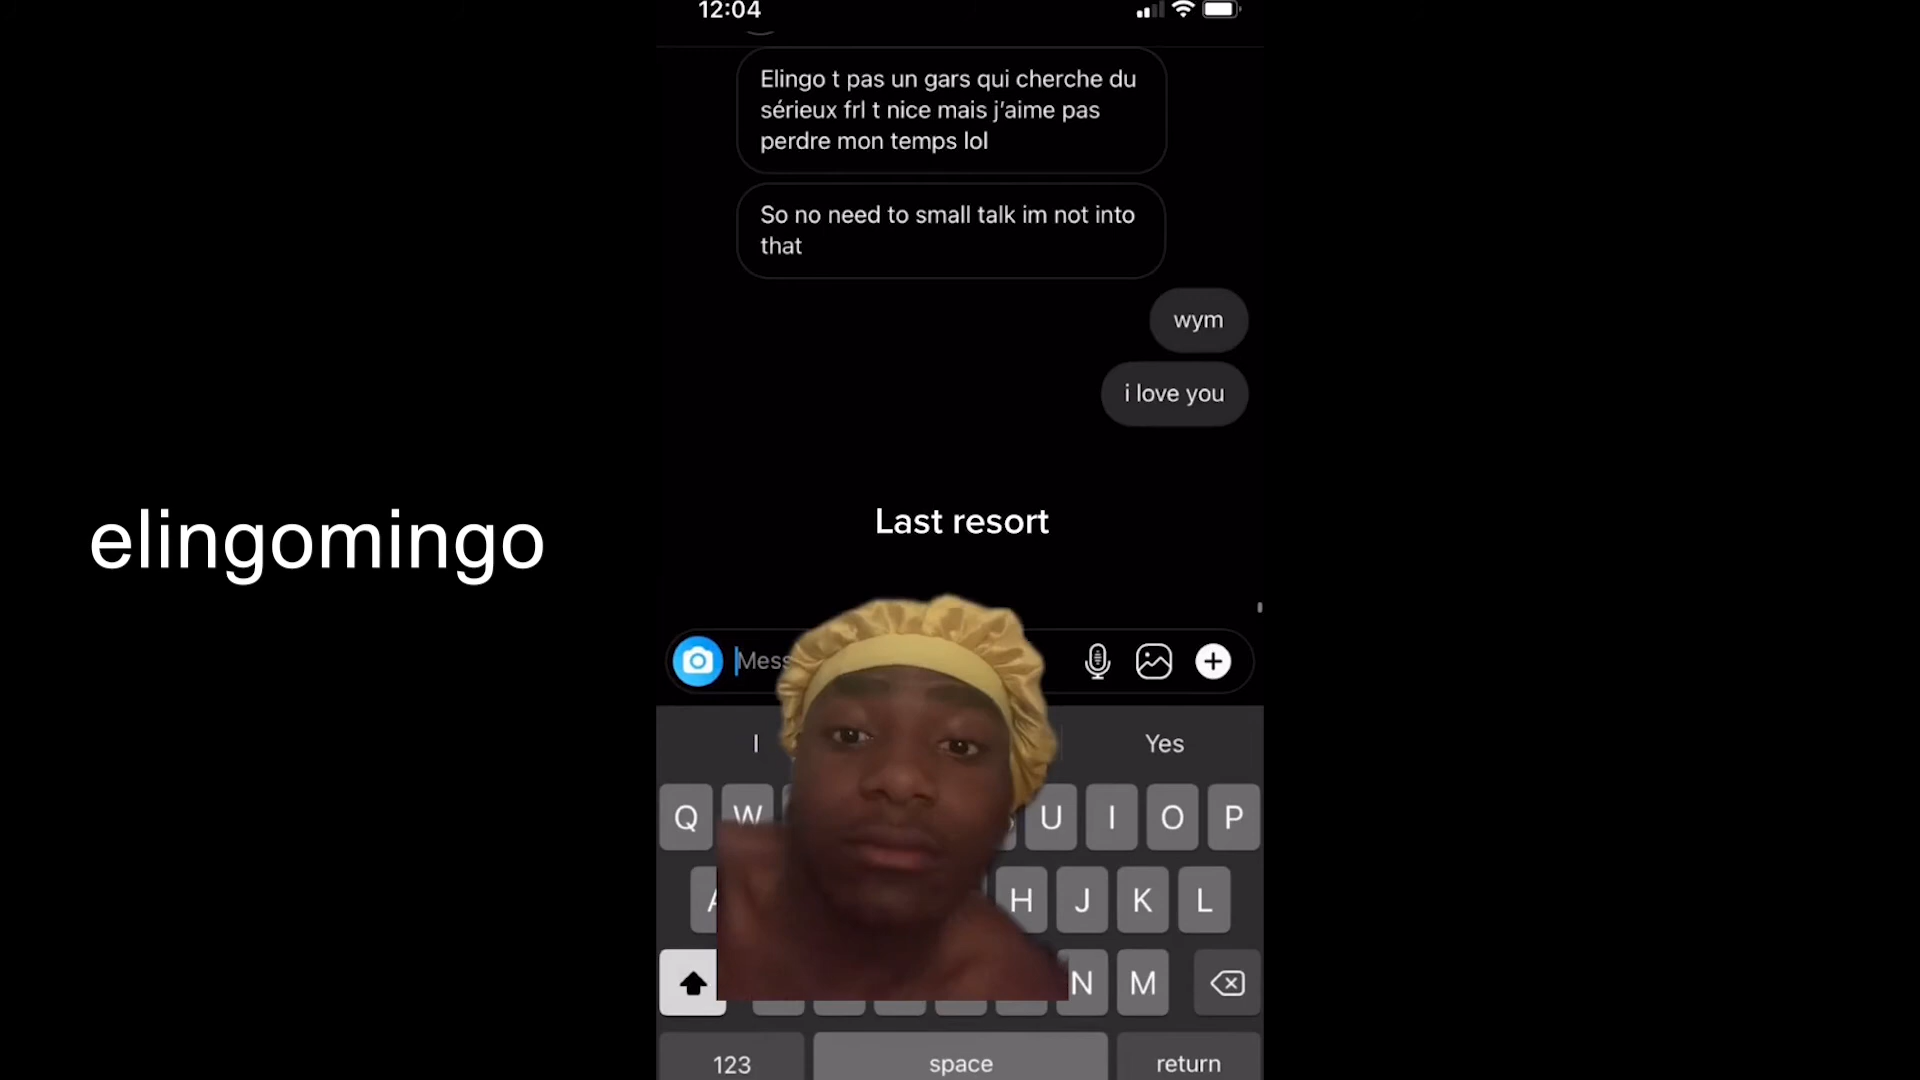 12:04
Elingo t pas un gars qui cherche du
sérieux frl t nice mais j’aime pas
perdre mon temps lol
So no need to small talk im not into
that
wym
i love you
elingomingo
Last resort
I
Yes
Q W U I O P
H J K L
N M
123 space return